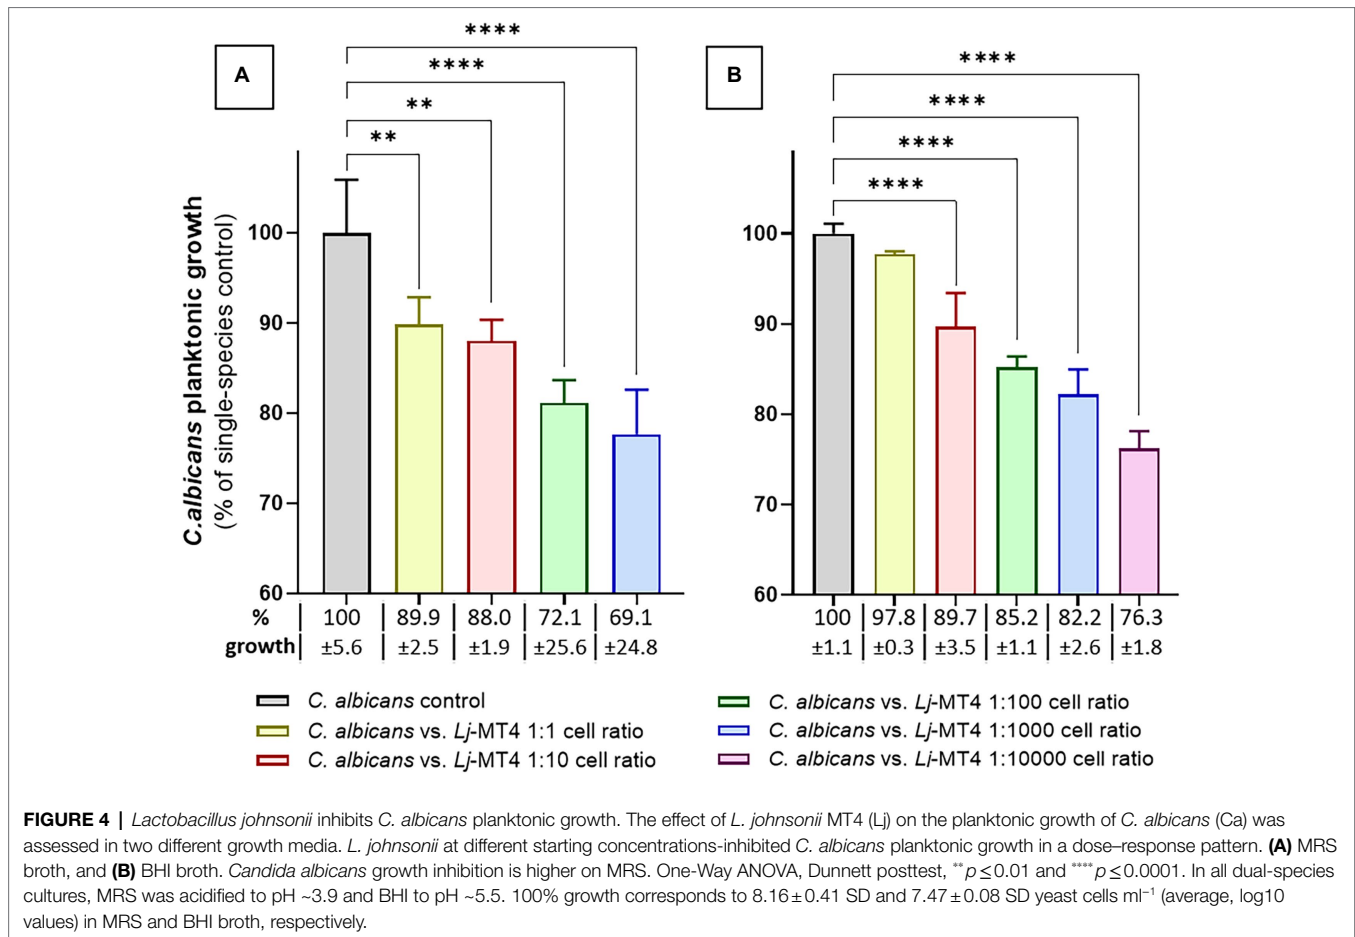 A
B
****
****
**
**
****
****
****
****
C.albicans planktonic growth
(% of single-species control)
100
90
80
70
60
100
90
80
70
60
% | 100 | 89.9 | 88.0 | 72.1 | 69.1
growth | ±5.6 | ±2.5 | ±1.9 | ±25.6 | ±24.8
100 | 97.8 | 89.7 | 85.2 | 82.2 | 76.3
±1.1 | ±0.3 | ±3.5 | ±1.1 | ±2.6 | ±1.8
C. albicans control
C. albicans vs. Lj-MT4 1:1 cell ratio
C. albicans vs. Lj-MT4 1:10 cell ratio
C. albicans vs. Lj-MT4 1:100 cell ratio
C. albicans vs. Lj-MT4 1:1000 cell ratio
C. albicans vs. Li-MT4 1:10000 cell ratio
FIGURE 4 | Lactobacillus johnsonii inhibits C. albicans planktonic growth. The effect of L. johnsonii MT4 (Lj) on the planktonic growth of C. albicans (Ca) was
assessed in two different growth media. L. johnsonii at different starting concentrations-inhibited C. albicans planktonic growth in a dose–response pattern. (A) MRS
broth, and (B) BHI broth. Candida albicans growth inhibition is higher on MRS. One-Way ANOVA, Dunnett posttest, **p ≤ 0.01 and ****p ≤ 0.0001. In all dual-species
cultures, MRS was acidified to pH ~3.9 and BHI to pH ~5.5. 100% growth corresponds to 8.16 ± 0.41 SD and 7.47 ± 0.08 SD yeast cells ml−1 (average, log10
values) in MRS and BHI broth, respectively.